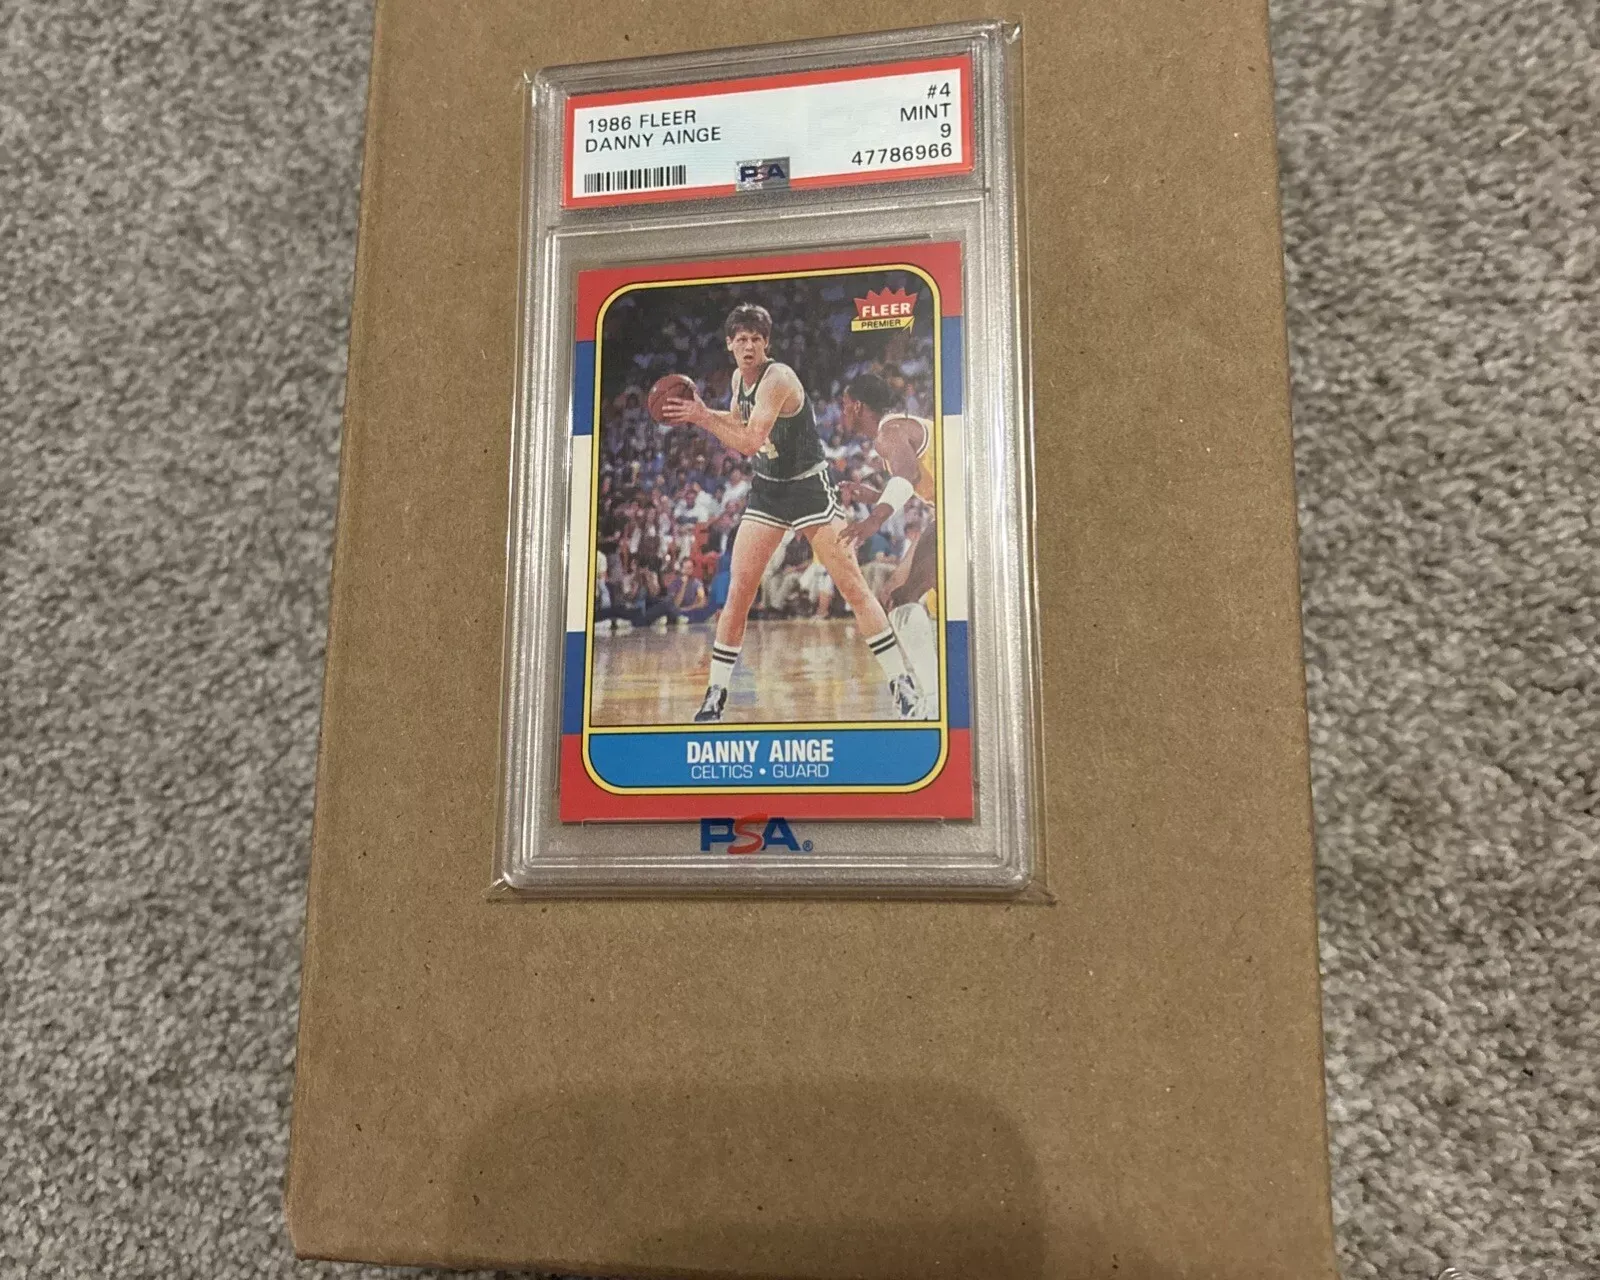 1986 FLEER
DANNY AINGE
#4
MINT
9
47786966
PSA
FLEER
PREMIER
DANNY AINGE
CELTICS • GUARD
PSA®